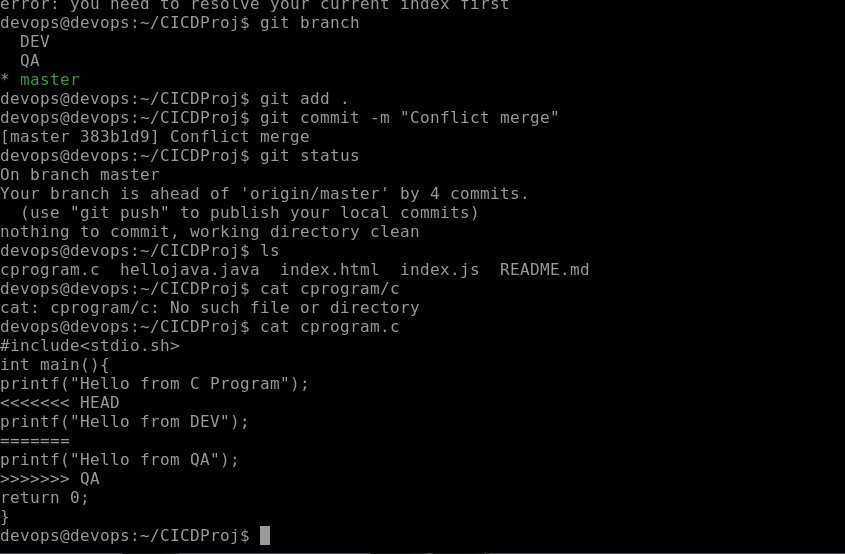 error: you need to resolve your current index first
devops@devops:~/CICDProj$ git branch
  DEV
  QA
* master
devops@devops:~/CICDProj$ git add .
devops@devops:~/CICDProj$ git commit -m "Conflict merge"
[master 383b1d9] Conflict merge
devops@devops:~/CICDProj$ git status
On branch master
Your branch is ahead of 'origin/master' by 4 commits.
  (use "git push" to publish your local commits)
nothing to commit, working directory clean
devops@devops:~/CICDProj$ ls
cprogram.c  hellojava.java  index.html  index.js  README.md
devops@devops:~/CICDProj$ cat cprogram/c
cat: cprogram/c: No such file or directory
devops@devops:~/CICDProj$ cat cprogram.c
#include<stdio.sh>
int main(){
printf("Hello from C Program");
<<<<<<< HEAD
printf("Hello from DEV");
=======
printf("Hello from QA");
>>>>>>> QA
return 0;
}
devops@devops:~/CICDProj$